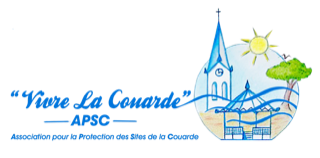 “Vivre La Couarde”
APSC
Association pour la Protection des Sites de la Couarde